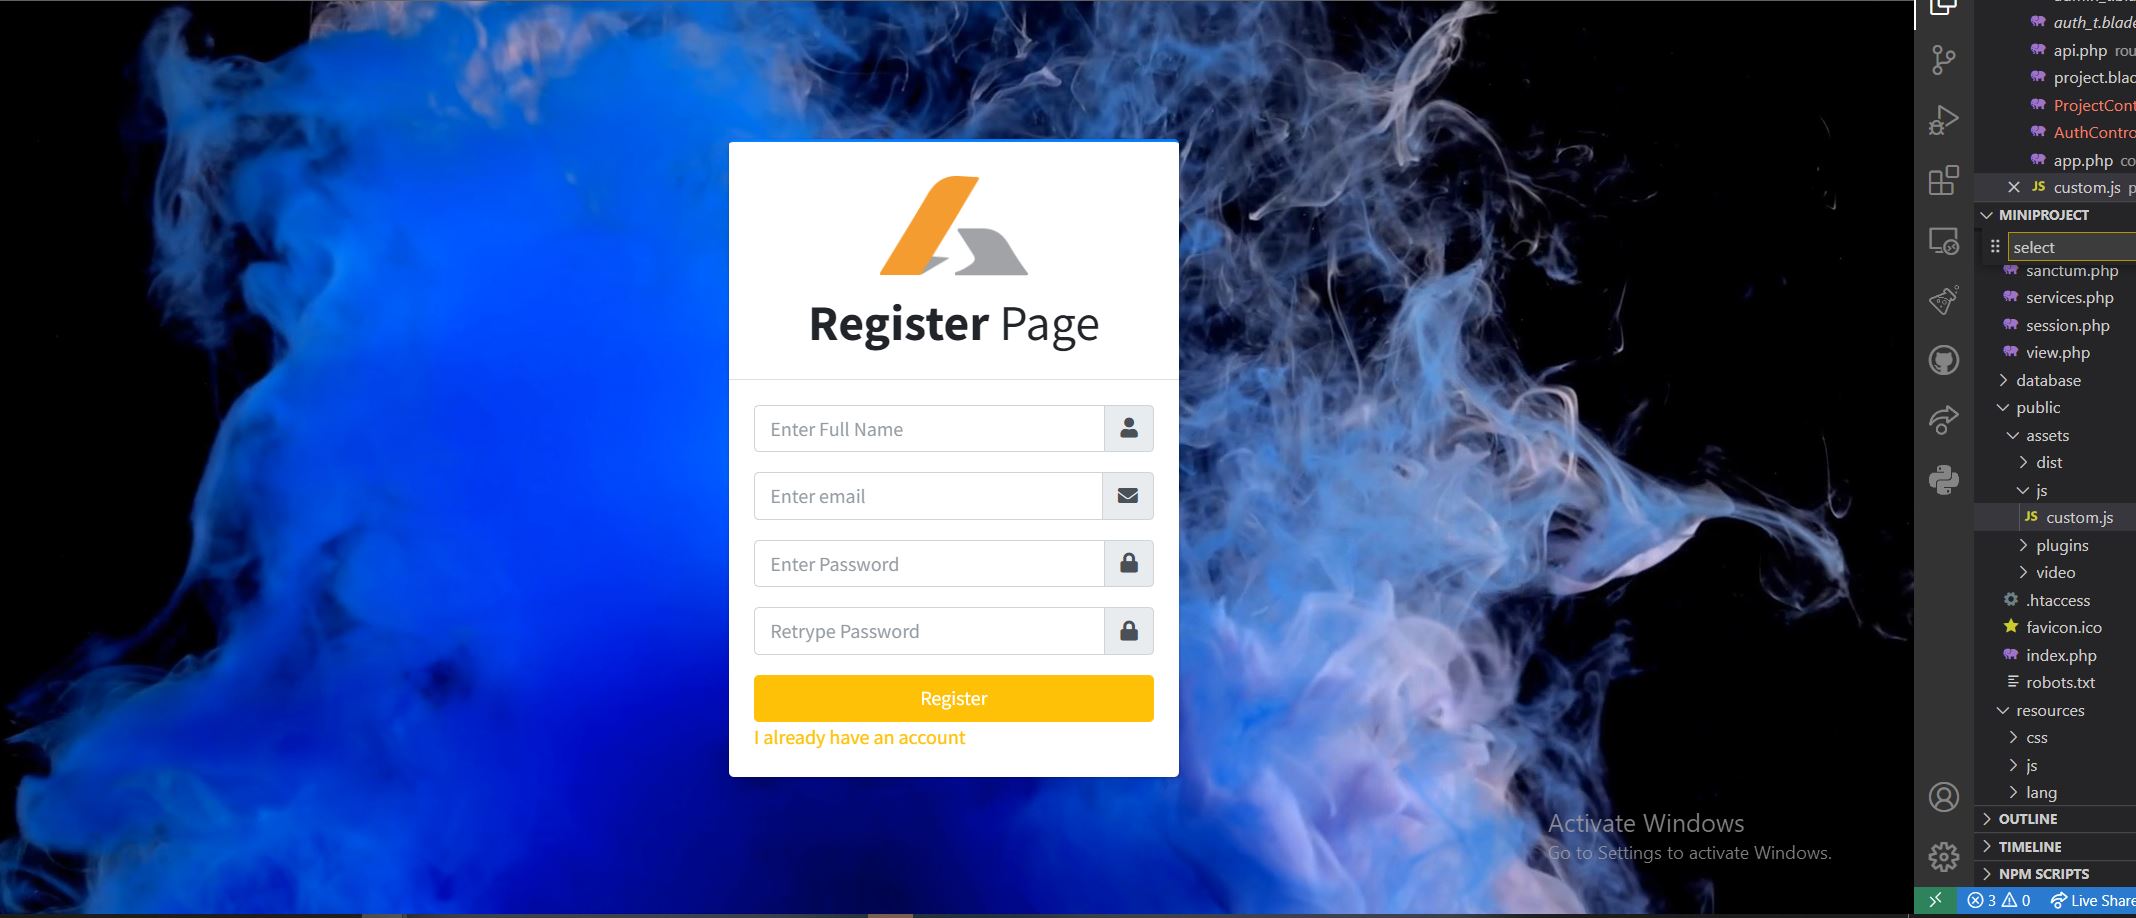 Register Page
Enter Full Name
Enter email
Enter Password
Retrype Password
Register
I already have an account
Activate Windows
Go to Settings to activate Windows.
auth_t.blade
api.php rou
project.blad
ProjectCont
AuthContro
app.php co
JS custom.js p
MINIPROJECT
select
sanctum.php
services.php
session.php
view.php
database
public
assets
dist
js
JS custom.js
plugins
video
.htaccess
favicon.ico
index.php
robots.txt
resources
css
js
lang
OUTLINE
TIMELINE
NPM SCRIPTS
3 0 Live Share